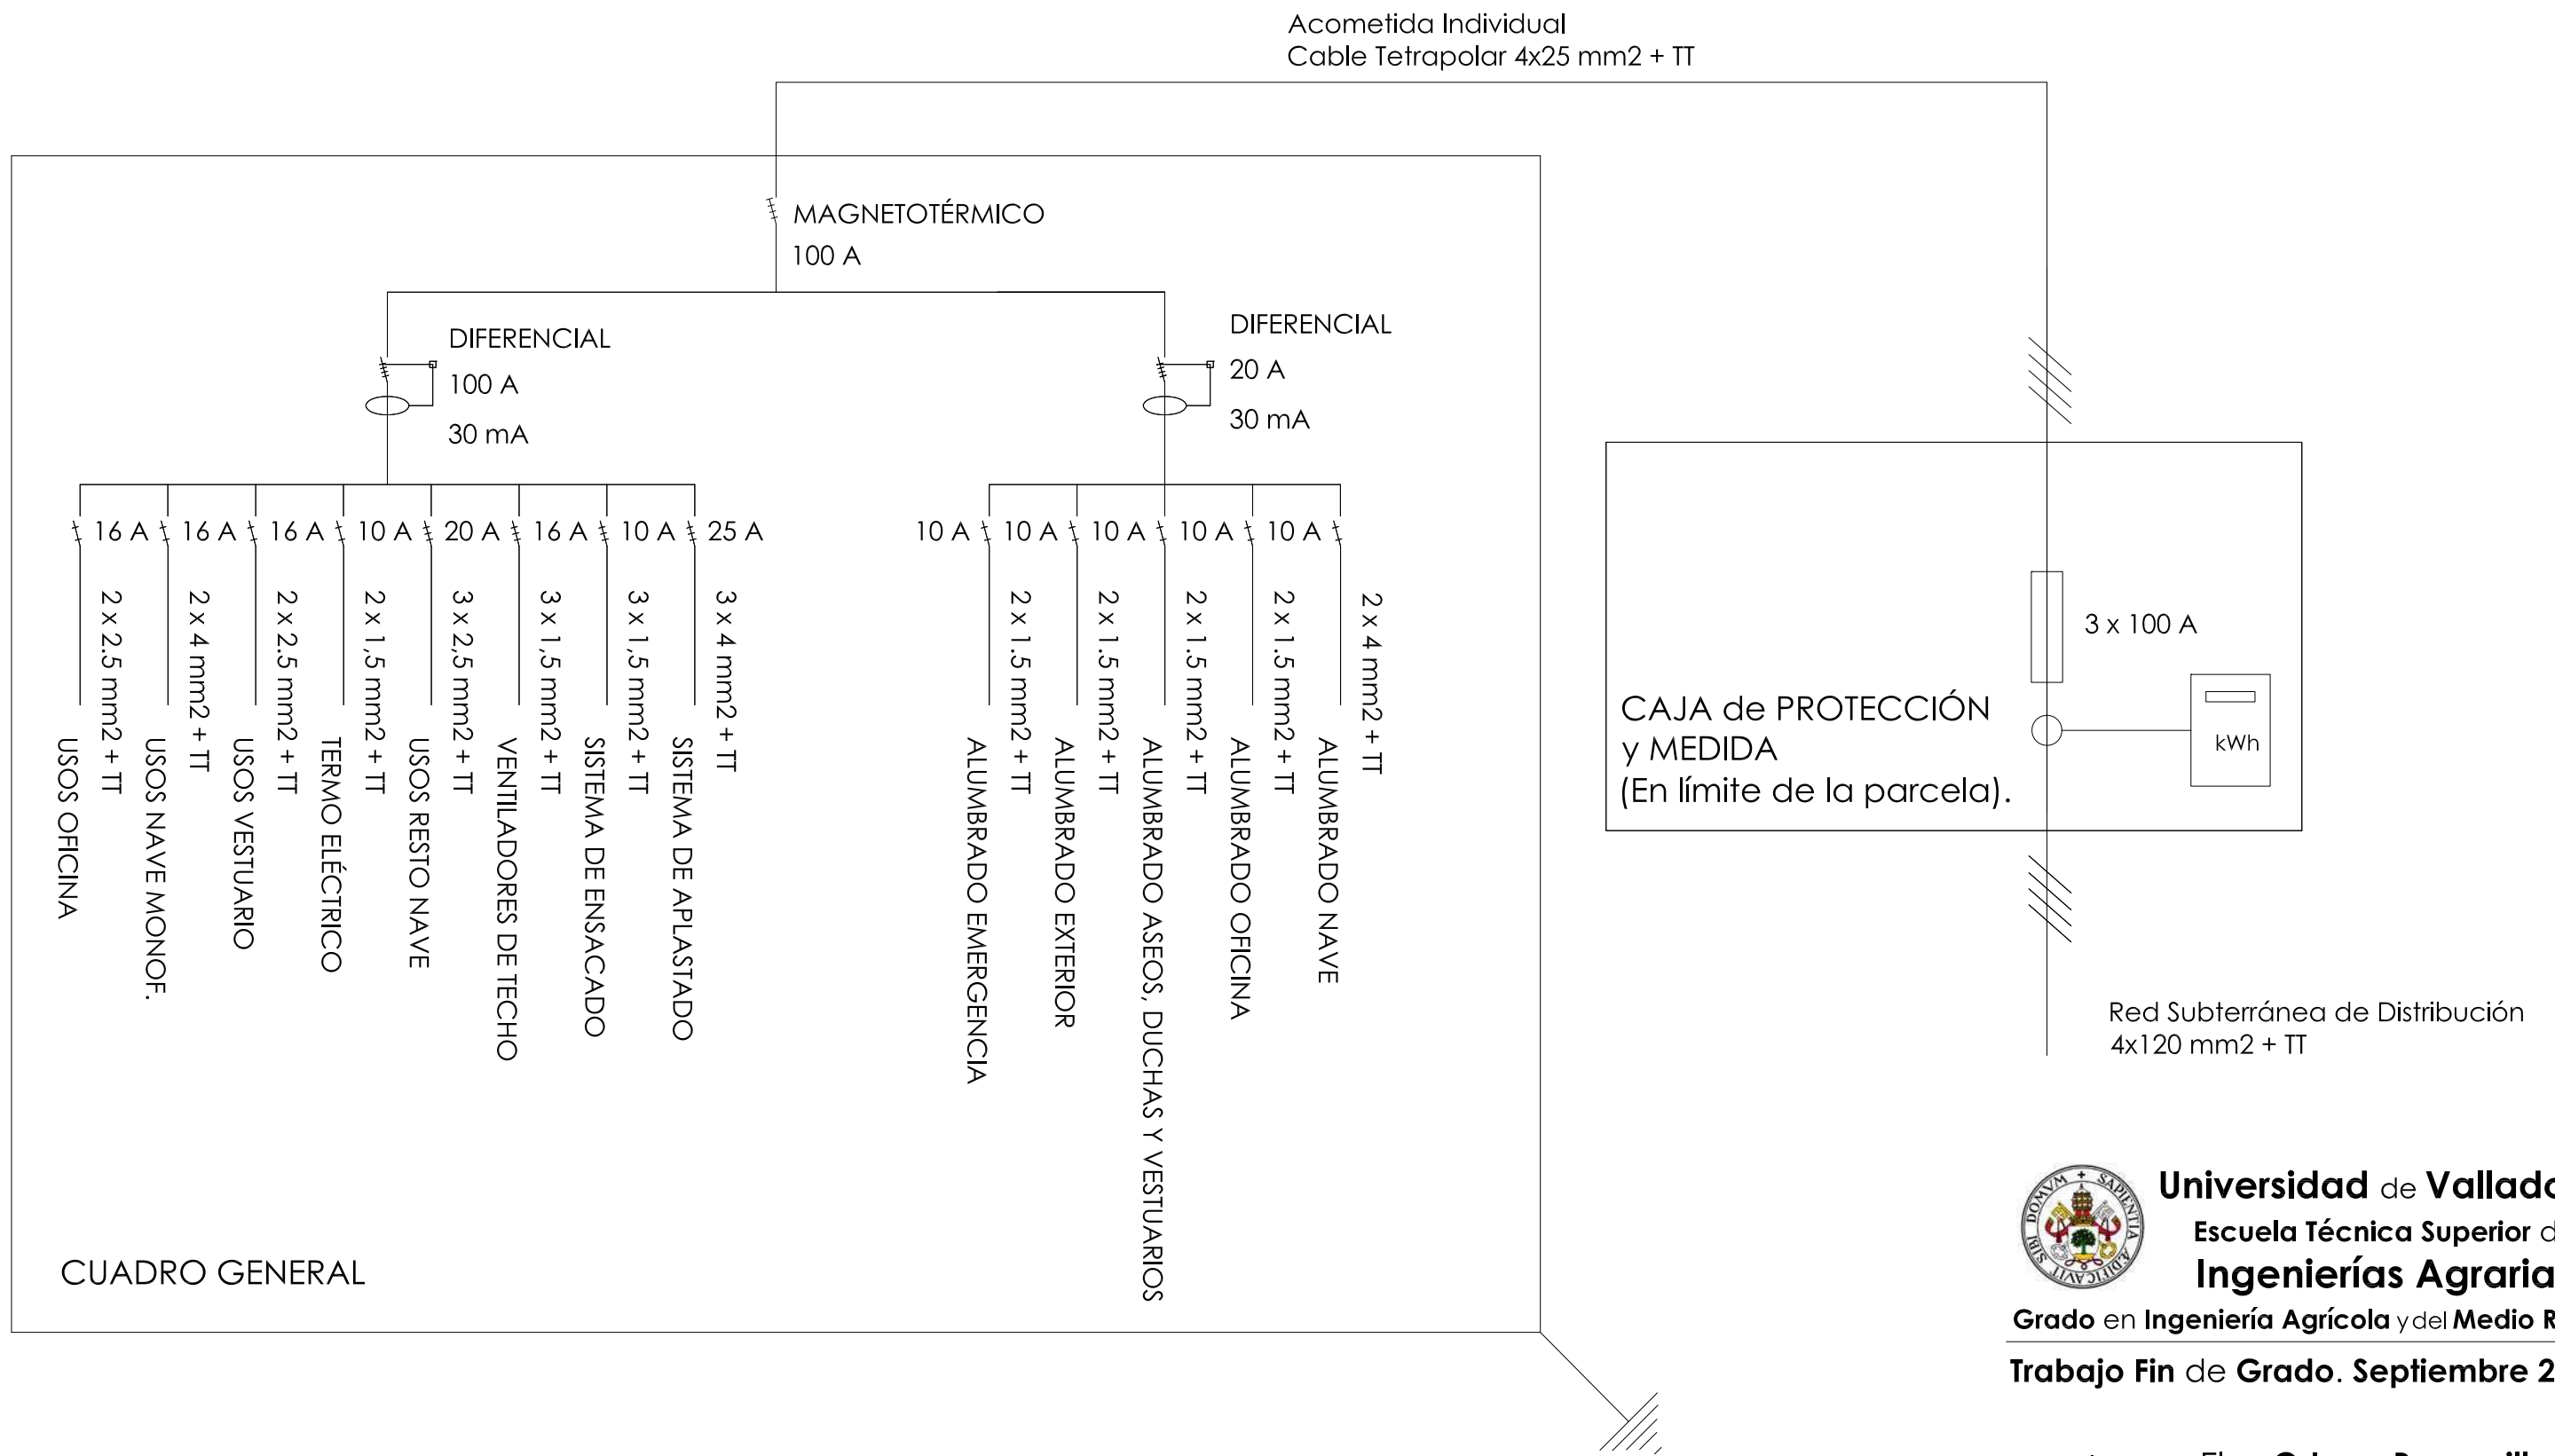 Acometida Individual
Cable Tetrapolar 4x25 mm2 + TT
MAGNETOTÉRMICO
100 A
DIFERENCIAL
100 A
30 mA
DIFERENCIAL
20 A
30 mA
16 A
16 A
16 A
10 A
20 A
16 A
10 A
25 A
2 x 2.5 mm2 + TT
2 x 4 mm2 + TT
2 x 2.5 mm2 + TT
2 x 1,5 mm2 + TT
3 x 2,5 mm2 + TT
3 x 1,5 mm2 + TT
3 x 1,5 mm2 + TT
3 x 4 mm2 + TT
USOS OFICINA
USOS NAVE MONOF.
USOS VESTUARIO
TERMO ELÉCTRICO
USOS RESTO NAVE
VENTILADORES DE TECHO
SISTEMA DE ENSACADO
SISTEMA DE APLASTADO
10 A
10 A
10 A
10 A
10 A
2 x 1.5 mm2 + TT
2 x 1.5 mm2 + TT
2 x 1.5 mm2 + TT
2 x 1.5 mm2 + TT
2 x 4 mm2 + TT
ALUMBRADO EMERGENCIA
ALUMBRADO EXTERIOR
ALUMBRADO ASEOS, DUCHAS Y VESTUARIOS
ALUMBRADO OFICINA
ALUMBRADO NAVE
CUADRO GENERAL
3 x 100 A
CAJA de PROTECCIÓN
y MEDIDA
(En límite de la parcela).
kWh
Red Subterránea de Distribución
4x120 mm2 + TT
Universidad de Vallado
Escuela Técnica Superior d
Ingenierías Agraria
Grado en Ingeniería Agrícola y del Medio R
Trabajo Fin de Grado. Septiembre 2